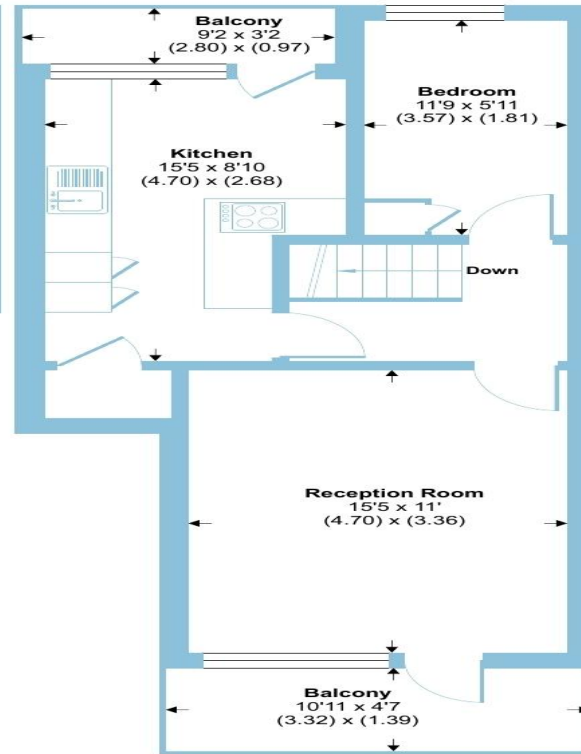 Balcony
9'2 x 3'2
(2.80) x (0.97)
Bedroom
11'9 x 5'11
(3.57) x (1.81)
Kitchen
15'5 x 8'10
(4.70) x (2.68)
Down
Reception Room
15'5 x 11'
(4.70) x (3.36)
Balcony
10'11 x 4'7
(3.32) x (1.39)